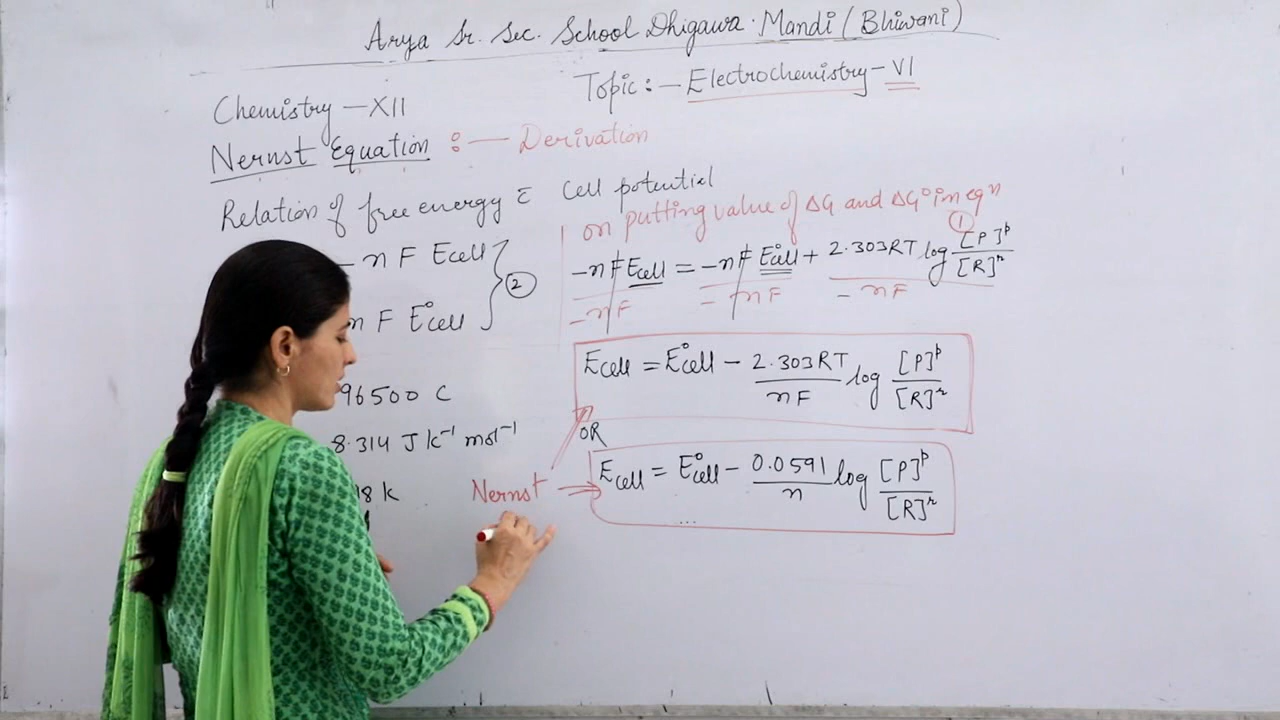 Arya Sr. Sec. School Dhigawa Mandi (Bhiwani)
Chemistry – XII
Topic :– Electrochemistry – VI
Nernst Equation :– Derivation
Relation of free energy & Cell potential
– n F Ecell
n F E°cell
2
96500 C
8.314 J k⁻¹ mol⁻¹
8 k
on putting value of ΔG and ΔG° in eqn 1
-nF Ecell = -nF E°cell + 2.303RT log [P]^p / [R]^r
-nF - nF - nF
Ecell = E°cell - 2.303RT / nF log [P]^p / [R]^r
OR
Ecell = E°cell - 0.0591 / n log [P]^p / [R]^r
...
Nernst